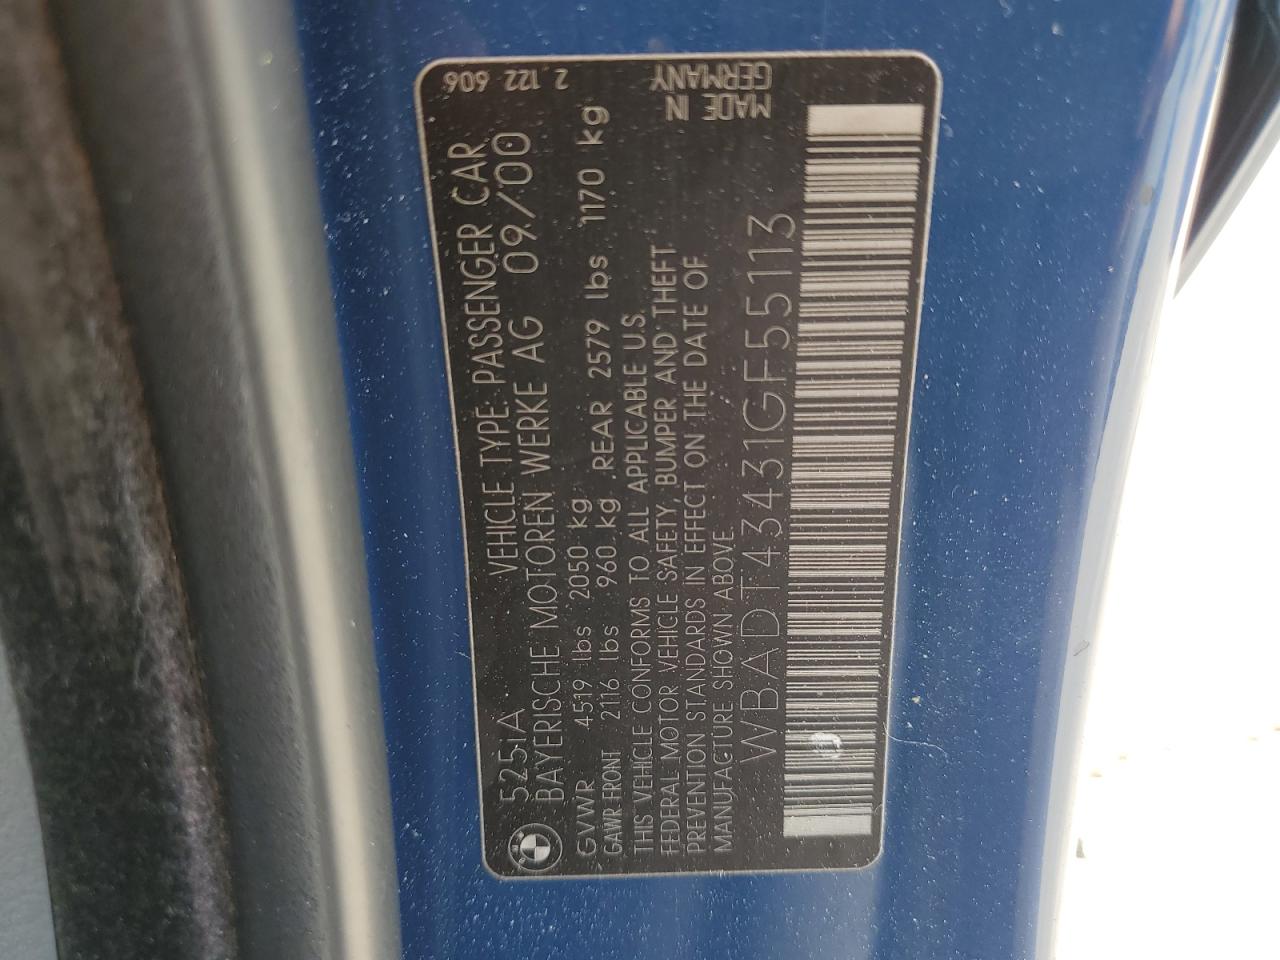 525iA VEHICLE TYPE: PASSENGER CAR
BAYERISCHE MOTOREN WERKE AG 09/00
GVWR 4519 lbs 2050 kg
GAWR FRONT 2116 lbs 960 kg, REAR 2579 lbs 1170 kg
THIS VEHICLE CONFORMS TO ALL APPLICABLE U.S.
FEDERAL MOTOR VEHICLE SAFETY, BUMPER AND THEFT
PREVENTION STANDARDS IN EFFECT ON THE DATE OF
MANUFACTURE SHOWN ABOVE.
WBADT43431GF55113
2 122 606
MADE IN
GERMANY